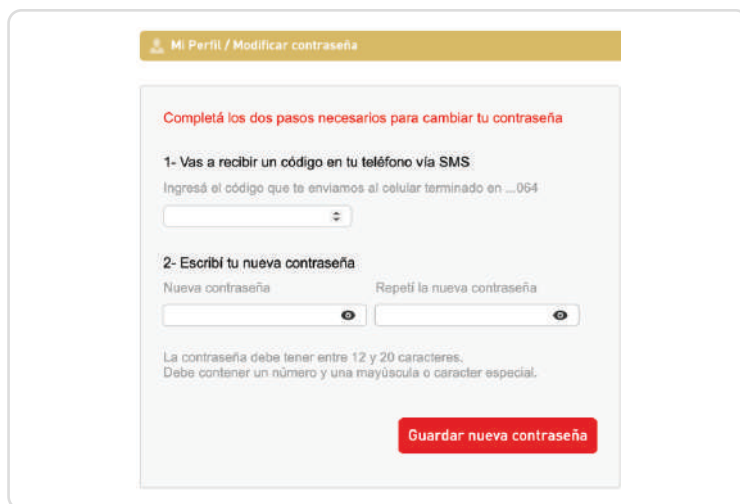 Mi Perfil / Modificar contraseña
Completá los dos pasos necesarios para cambiar tu contraseña
1- Vas a recibir un código en tu teléfono vía SMS
Ingresá el código que te enviamos al celular terminado en ...064
2- Escribí tu nueva contraseña
Nueva contraseña
Repetí la nueva contraseña
La contraseña debe tener entre 12 y 20 caracteres.
Debe contener un número y una mayúscula o caracter especial.
Guardar nueva contraseña